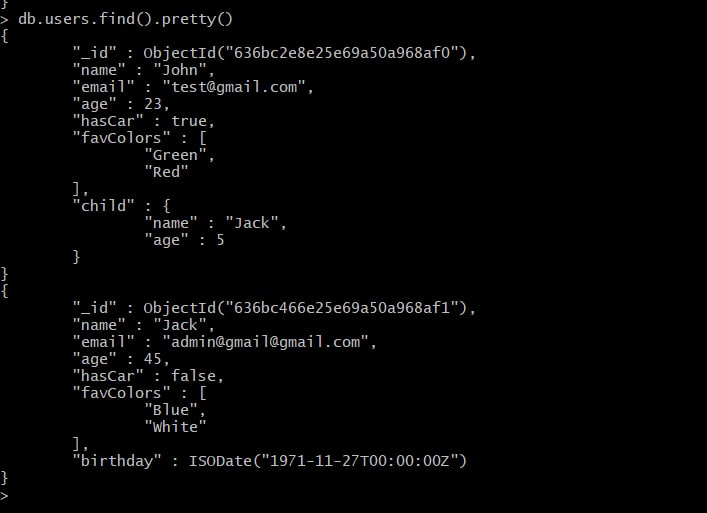 }
> db.users.find().pretty()
{
"_id" : ObjectId("636bc2e8e25e69a50a968af0"),
"name" : "John",
"email" : "test@gmail.com",
"age" : 23,
"hasCar" : true,
"favColors" : [
"Green",
"Red"
],
"child" : {
"name" : "Jack",
"age" : 5
}
}
{
"_id" : ObjectId("636bc466e25e69a50a968af1"),
"name" : "Jack",
"email" : "admin@gmail@gmail.com",
"age" : 45,
"hasCar" : false,
"favColors" : [
"Blue",
"White"
],
"birthday" : ISODate("1971-11-27T00:00:00Z")
}
>